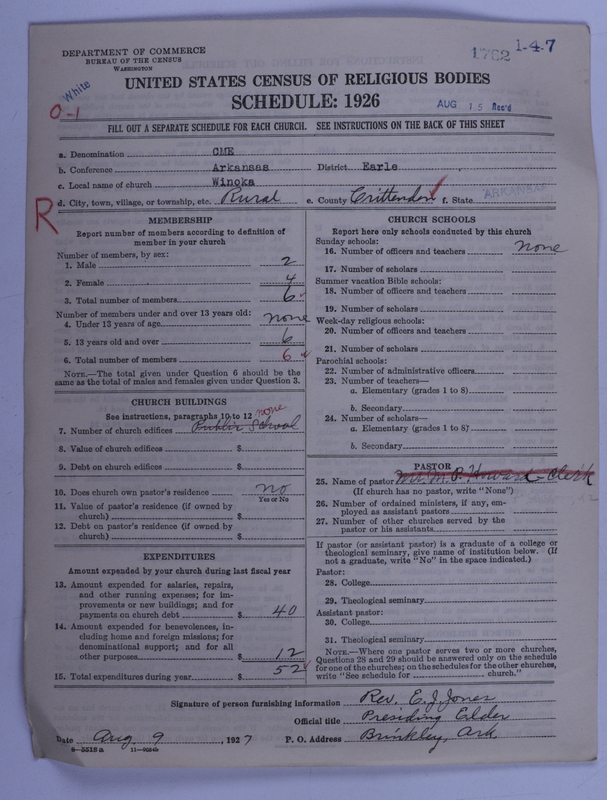 DEPARTMENT OF COMMERCE
BUREAU OF THE CENSUS
WASHINGTON
1762
1-4-7
White
0-1
UNITED STATES CENSUS OF RELIGIOUS BODIES
SCHEDULE: 1926
AUG 15 Rec'd
FILL OUT A SEPARATE SCHEDULE FOR EACH CHURCH. SEE INSTRUCTIONS ON THE BACK OF THIS SHEET
a. Denomination CME
b. Conference Arkansas District Earle
c. Local name of church Winoka
d. City, town, village, or township, etc. Rural e. County Crittenden f. State ARKANSAS
R
MEMBERSHIP
Report number of members according to definition of
member in your church
Number of members, by sex:
1. Male 2
2. Female 4
3. Total number of members 6
Number of members under and over 13 years old:
4. Under 13 years of age none
5. 13 years old and over 6
6. Total number of members 6
NOTE.—The total given under Question 6 should be
same as the total of males and females given under Question 3.
CHURCH BUILDINGS
See instructions, paragraphs 10 to 12 none
7. Number of church edifices Public School
8. Value of church edifices $
9. Debt on church edifices $
10. Does church own pastor's residence no
Yes or No
11. Value of pastor's residence (if owned by
church) $
12. Debt on pastor's residence (if owned by
church) $
EXPENDITURES
Amount expended by your church during last fiscal year
13. Amount expended for salaries, repairs,
and other running expenses; for im-
provements or new buildings; and for
payments on church debt $ 40
14. Amount expended for benevolences, in-
cluding home and foreign missions; for
denominational support; and for all
other purposes $ 12
15. Total expenditures during year $ 52
CHURCH SCHOOLS
Report here only schools conducted by this church
Sunday schools:
16. Number of officers and teachers none
17. Number of scholars
Summer vacation Bible schools:
18. Number of officers and teachers
19. Number of scholars
Week-day religious schools:
20. Number of officers and teachers
21. Number of scholars
Parochial schools:
22. Number of administrative officers
23. Number of teachers—
a. Elementary (grades 1 to 8)
b. Secondary
24. Number of scholars—
a. Elementary (grades 1 to 8)
b. Secondary
PASTOR
25. Name of pastor P. Howard - Clerk
(If church has no pastor, write "None")
26. Number of ordained ministers, if any, em-
ployed as assistant pastors
27. Number of other churches served by the
pastor or his assistants
If pastor (or assistant pastor) is a graduate of a college or
theological seminary, give name of institution below. (If
not a graduate, write "No" in the space indicated.)
Pastor:
28. College
29. Theological seminary
Assistant pastor:
30. College
31. Theological seminary
NOTE.—Where one pastor serves two or more churches,
Questions 28 and 29 should be answered only on the schedule
for one of the churches; on the schedules for the other churches,
write "See schedule for church."
Signature of person furnishing information Rev. E. J. Jones
Official title Presiding Elder
Date Aug. 9, 1927 P. O. Address Brinkley, Ark
8-5518a